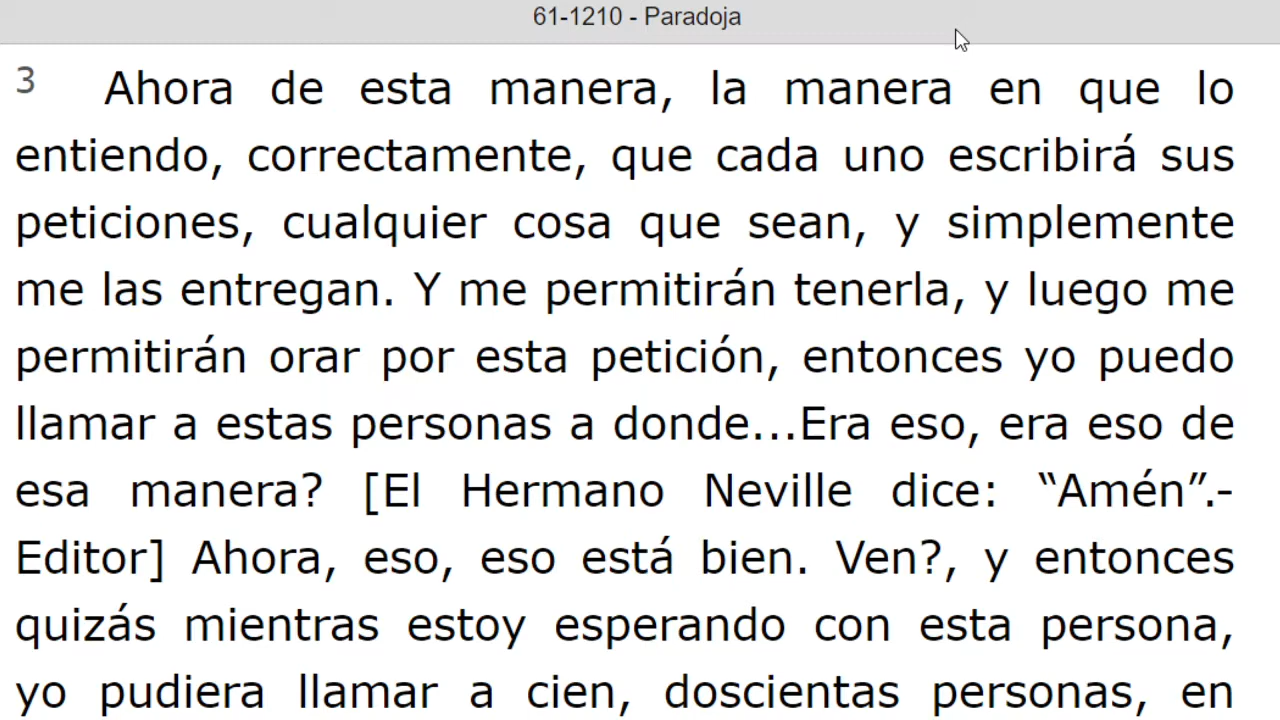 61-1210 - Paradoja
3 Ahora de esta manera, la manera en que lo
entiendo, correctamente, que cada uno escribirá sus
peticiones, cualquier cosa que sean, y simplemente
me las entregan. Y me permitirán tenerla, y luego me
permitirán orar por esta petición, entonces yo puedo
llamar a estas personas a donde...Era eso, era eso de
esa manera? [El Hermano Neville dice: “Amén”.-
Editor] Ahora, eso, eso está bien. Ven?, y entonces
quizás mientras estoy esperando con esta persona,
yo pudiera llamar a cien, doscientas personas, en